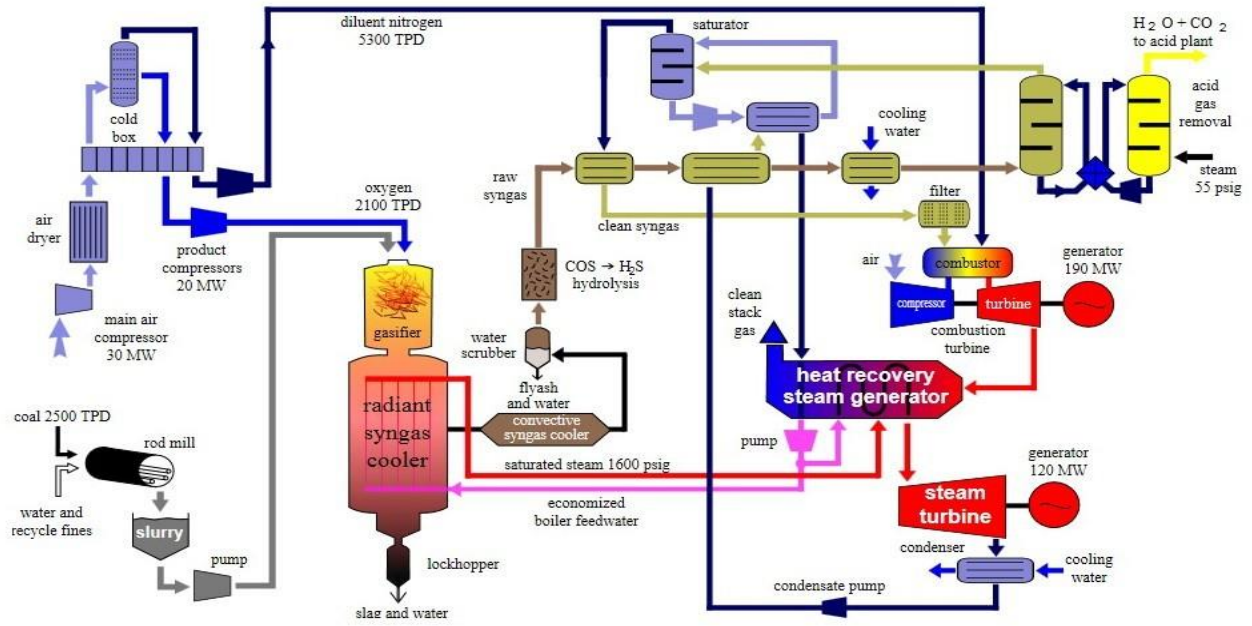 diluent nitrogen
5300 TPD
saturator
H₂O + CO₂
to acid plant
cold
box
cooling
water
acid
gas
removal
steam
55 psig
air
dryer
oxygen
2100 TPD
raw
syngas
filter
clean syngas
product
compressors
20 MW
COS → H₂S
hydrolysis
air
combustor
generator
190 MW
main air
compressor
30 MW
gasifier
water
scrubber
clean
stack
gas
compressor
turbine
combustion
turbine
flyash
and water
heat recovery
steam generator
coal 2500 TPD
rod mill
radiant
syngas
cooler
convective
syngas cooler
pump
generator
120 MW
saturated steam 1600 psig
water and
recycle fines
economized
boiler feedwater
steam
turbine
slurry
pump
lockhopper
condenser
cooling
water
condensate pump
slag and water